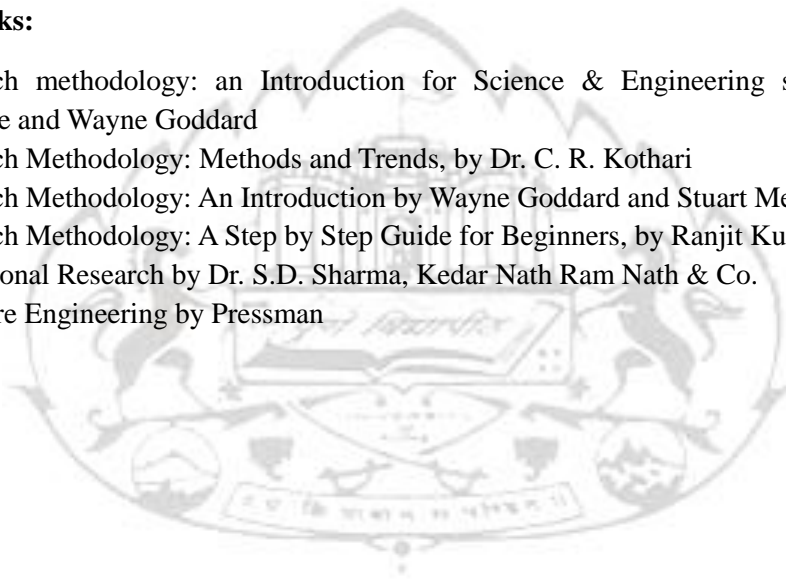 ks:
ch methodology: an Introduction for Science & Engineering s
e and Wayne Goddard
ch Methodology: Methods and Trends, by Dr. C. R. Kothari
ch Methodology: An Introduction by Wayne Goddard and Stuart Me
ch Methodology: A Step by Step Guide for Beginners, by Ranjit Ku
onal Research by Dr. S.D. Sharma, Kedar Nath Ram Nath & Co.
re Engineering by Pressman